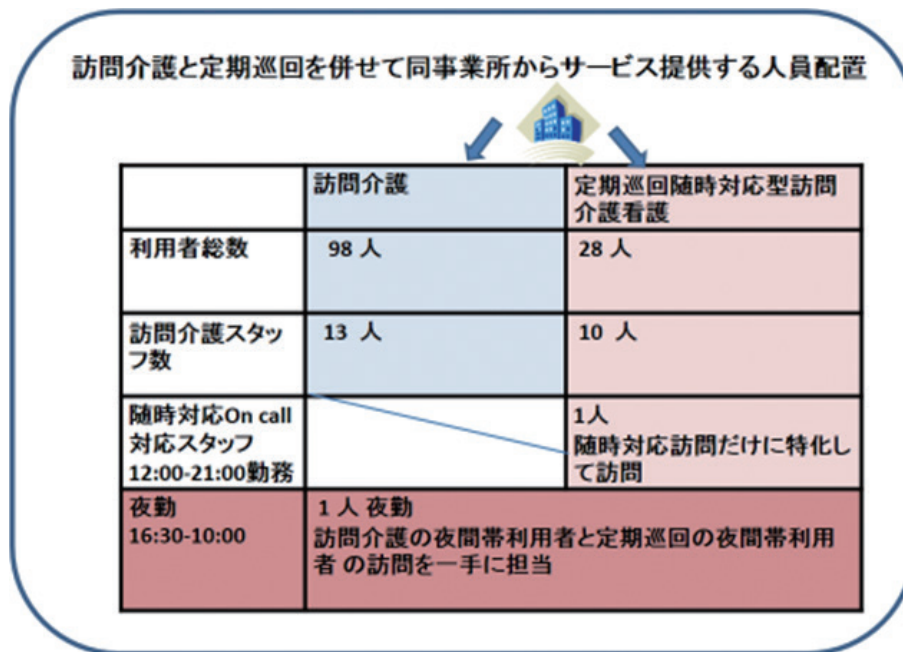 訪問介護と定期巡回を併せて同事業所からサービス提供する人員配置
訪問介護
定期巡回随時対応型訪問
介護看護
利用者総数
98 人
28 人
訪問介護スタッ
フ数
13 人
10 人
随時対応On call
対応スタッフ
12:00-21:00勤務
1人
随時対応訪問だけに特化し
て訪問
夜勤
16:30-10:00
1 人 夜勤
訪問介護の夜間帯利用者と定期巡回の夜間帯利用
者 の訪問を一手に担当